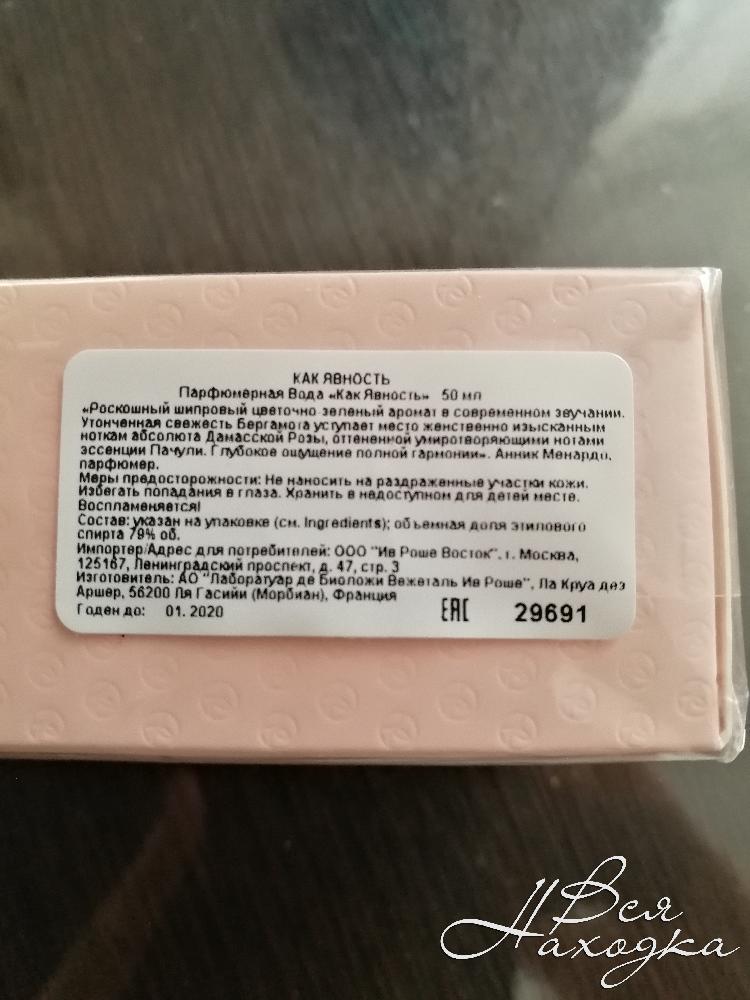 КАК ЯВНОСТЬ
Парфюмерная Вода «Как Явность» 50 мл
«Роскошный шипровый цветочно зеленый аромат в современном звучании.
Утонченная свежесть Бергамота уступает место женственно изысканным
ноткам абсолюта Дамасской Розы, оттененной умиротворяющими нотами
эссенции Пачули. Глубокое ощущение полной гармонии». Анник Менардо,
парфюмер.
Меры предосторожности: Не наносить на раздраженные участки кожи.
Избегать попадания в глаза. Хранить в недоступном для детей месте.
Воспламеняется!
Состав: указан на упаковке (см. Ingredients); объемная доля этилового
спирта 79% об.
Импортер/Адрес для потребителей: ООО "Ив Роше Восток". г. Москва,
125167, Ленинградский проспект, д. 47, стр. 3
Изготовитель: АО "Лаборатуар де Биоложи Вежеталь Ив Роше", Ла Круа дез
Аршер, 56200 Ля Гасийи (Морбиан), Франция
Годен до: 01. 2020 EAC 29691
Вся
Находка